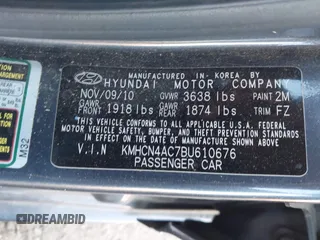 MANUFACTURED IN KOREA BY
HYUNDAI MOTOR COMPANY
NOV/09/10 GVWR 3638 lbs PAINT 2M
GAWR FRONT 1918 lbs GAWR REAR 1874 lbs TRIM FZ
THIS VEHICLE CONFORMS TO ALL APPLICABLE U.S.A. FEDERAL
MOTOR VEHICLE SAFETY, BUMPER, AND THEFT PREVENTION
STANDARDS IN EFFECT ON THE DATE OF MANUFACTURE SHOWN ABOVE
V.I.N KMHCN4AC7BU610676
PASSENGER CAR
M32
AUTOBIDMASTER